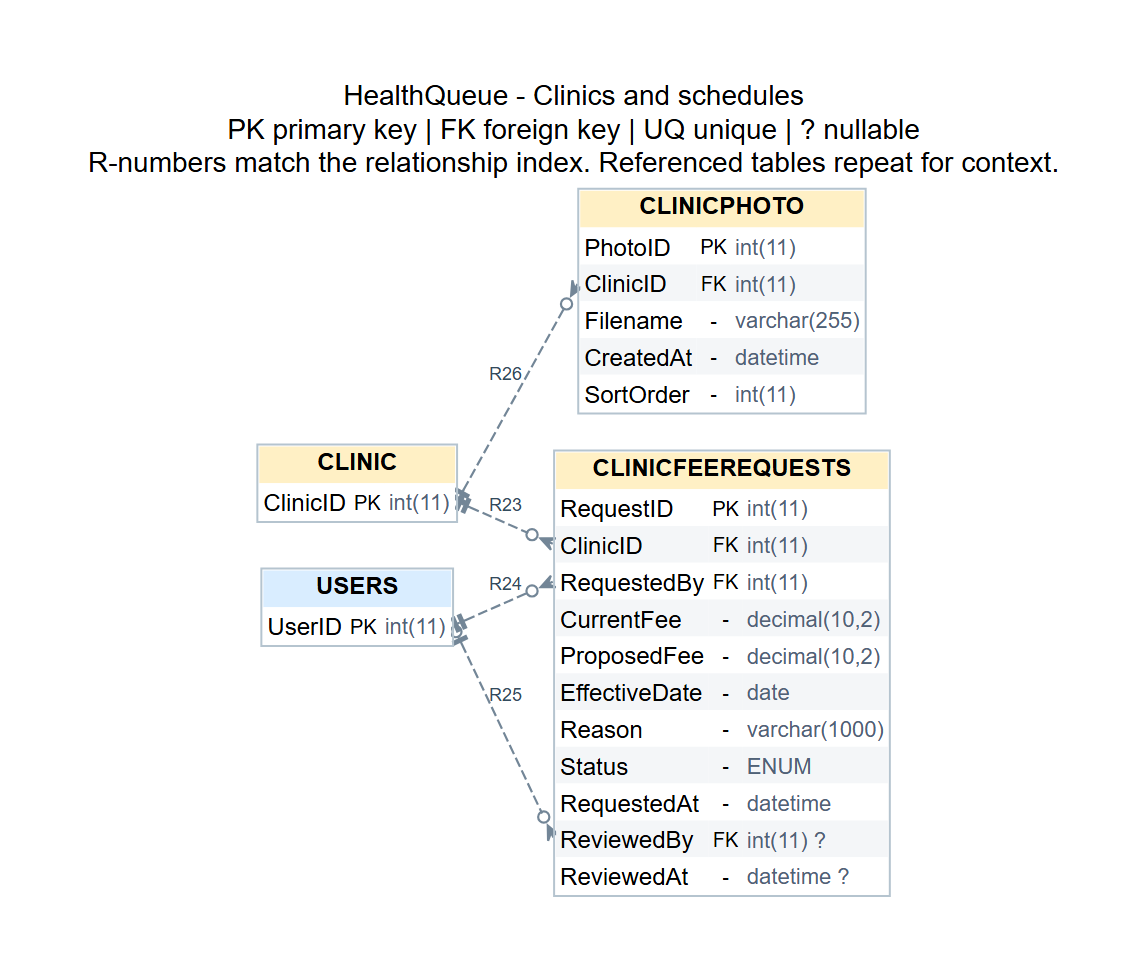 HealthQueue - Clinics and schedules
PK primary key | FK foreign key | UQ unique | ? nullable
R-numbers match the relationship index. Referenced tables repeat for context.
CLINICPHOTO
PhotoID PK int(11)
ClinicID FK int(11)
Filename - varchar(255)
CreatedAt - datetime
SortOrder - int(11)
R26
CLINIC
ClinicID PK int(11)
R23
CLINICFEEREQUESTS
RequestID PK int(11)
ClinicID FK int(11)
RequestedBy FK int(11)
CurrentFee - decimal(10,2)
ProposedFee - decimal(10,2)
EffectiveDate - date
Reason - varchar(1000)
Status - ENUM
RequestedAt - datetime
ReviewedBy FK int(11) ?
ReviewedAt - datetime ?
R24
USERS
UserID PK int(11)
R25